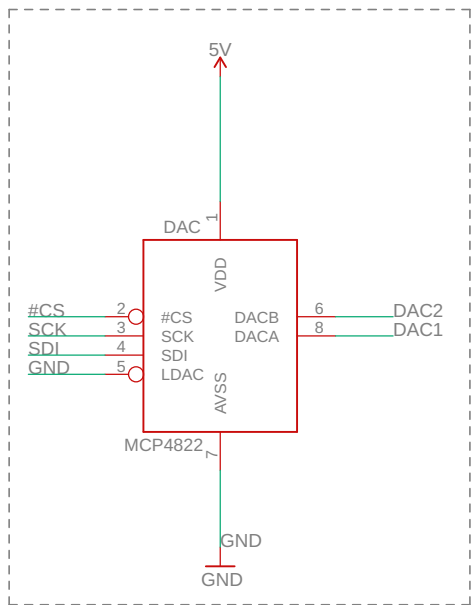 5V
1
DAC
VDD
#CS 2 #CS DACB 6 DAC2
SCK 3 SCK DACA 8 DAC1
SDI 4 SDI
GND 5 LDAC
AVSS
MCP4822
7
GND
GND